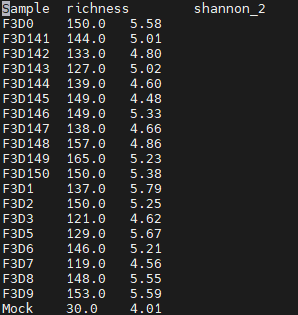 Sample richness shannon_2
F3D0 150.0 5.58
F3D141 144.0 5.01
F3D142 133.0 4.80
F3D143 127.0 5.02
F3D144 139.0 4.60
F3D145 149.0 4.48
F3D146 149.0 5.33
F3D147 138.0 4.66
F3D148 157.0 4.86
F3D149 165.0 5.23
F3D150 150.0 5.38
F3D1 137.0 5.79
F3D2 150.0 5.25
F3D3 121.0 4.62
F3D5 129.0 5.67
F3D6 146.0 5.21
F3D7 119.0 4.56
F3D8 148.0 5.55
F3D9 153.0 5.59
Mock 30.0 4.01